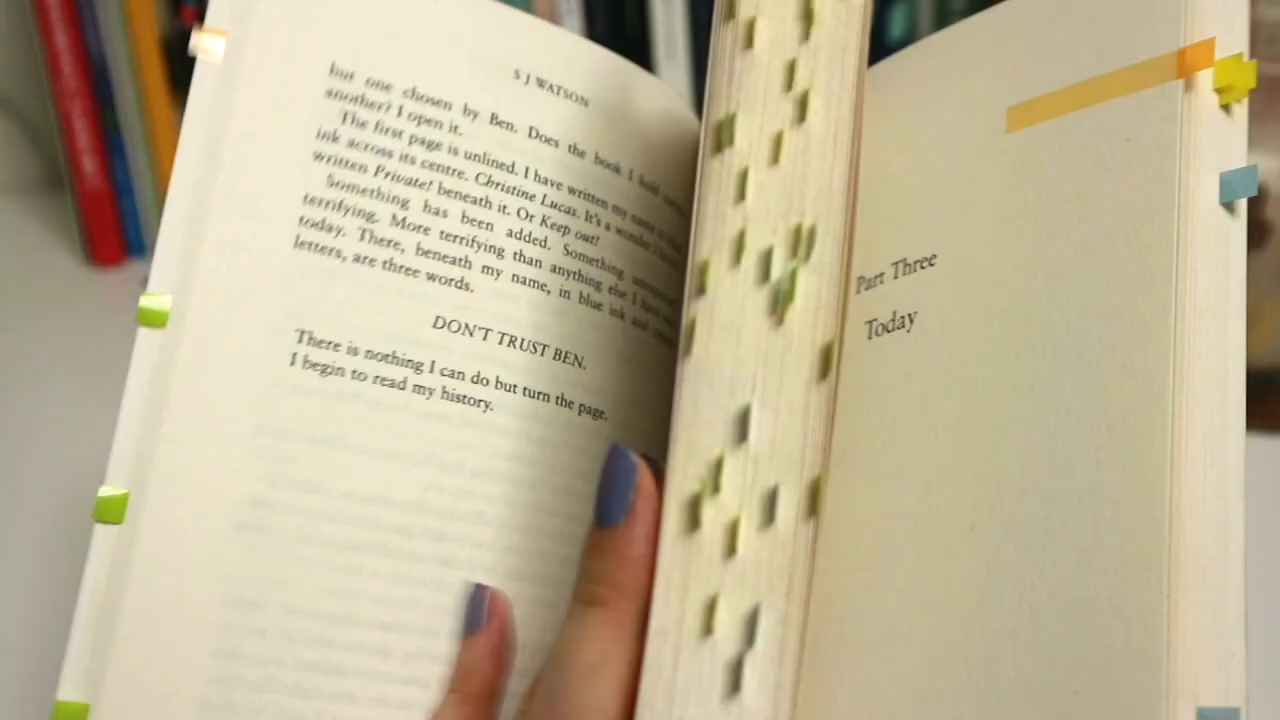 S J WATSON
but one chosen by Ben. Does the book I hold
another? I open it.
The first page is unlined. I have written my name in
ink across its centre. Christine Lucas. It's a wonder I
written Private! beneath it. Or Keep out!
Something has been added. Something
terrifying. More terrifying than anything else I have
today. There, beneath my name, in blue ink and
letters, are three words.
DON'T TRUST BEN.
There is nothing I can do but turn the page.
I begin to read my history.
Part Three
Today